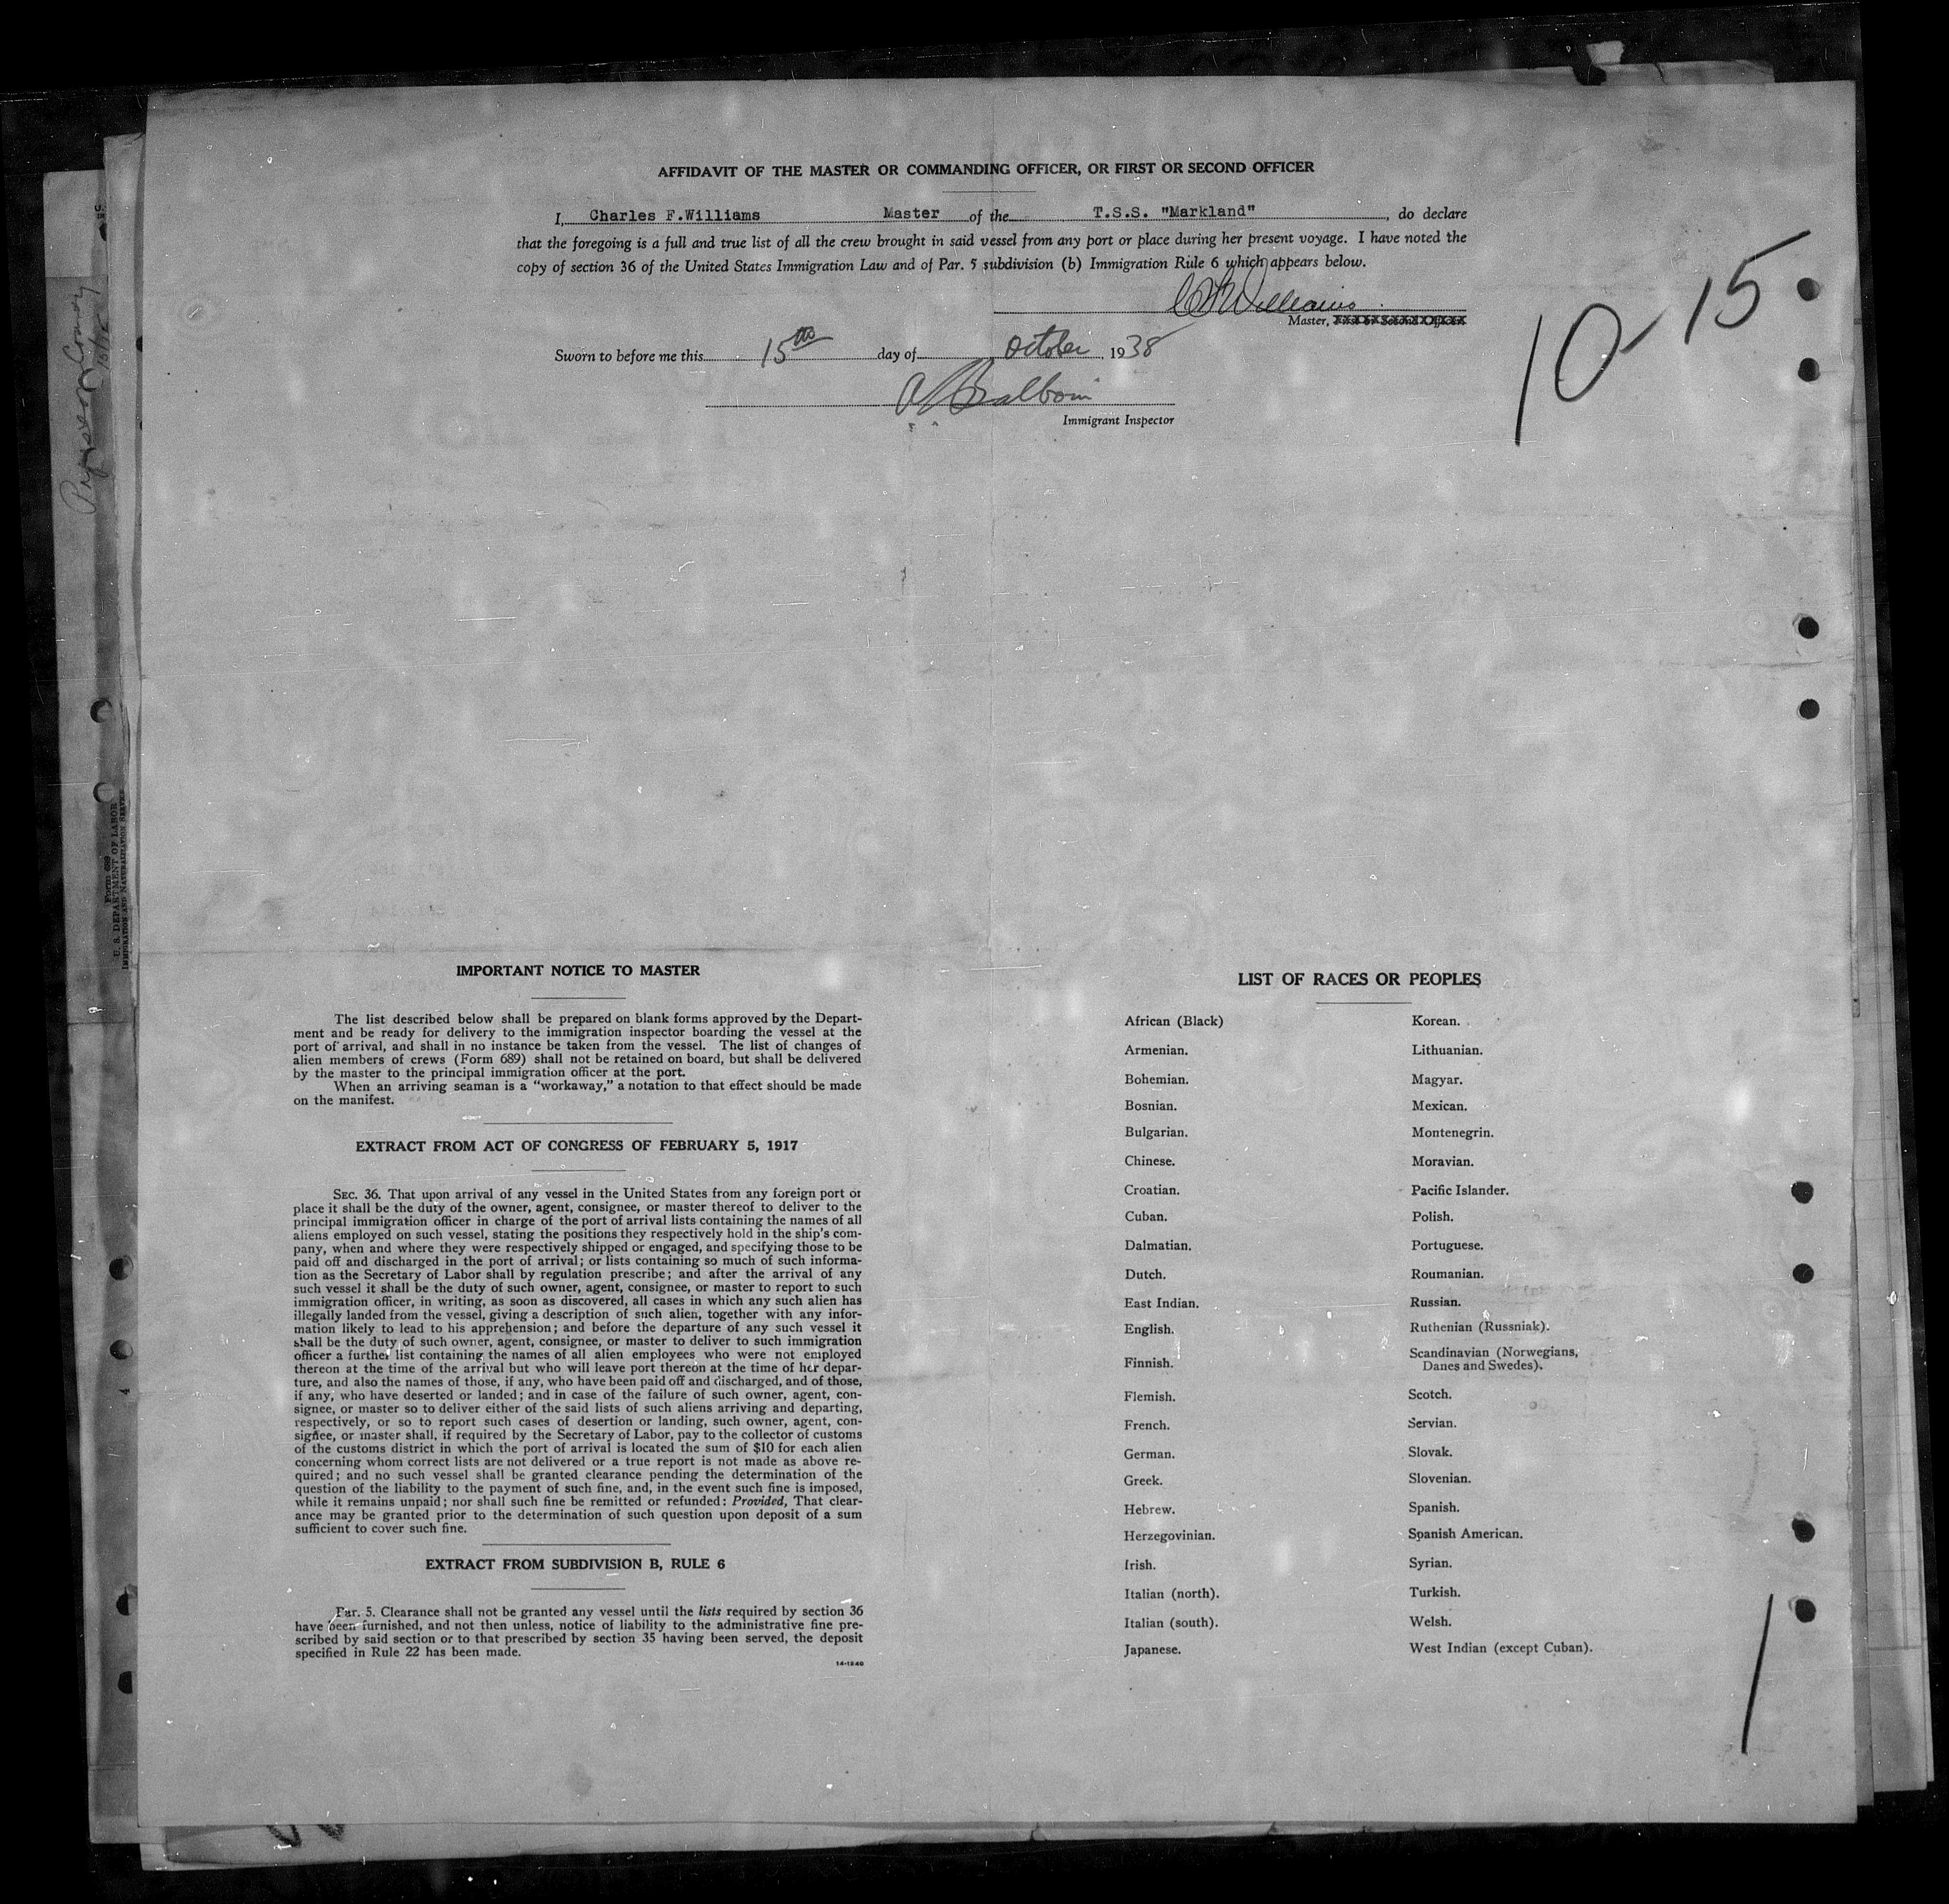 AFFIDAVIT OF THE MASTER OR COMMANDING OFFICER, OR FIRST OR SECOND OFFICER
I, Charles F.Williams Master of the T.S.S. "Markland" , do declare
that the foregoing is a full and true list of all the crew brought in said vessel from any port or place during her present voyage. I have noted the
copy of section 36 of the United States Immigration Law and of Par. 5 subdivision (b) Immigration Rule 6 which appears below.
C F Williams
Master, First or Second Officer
Sworn to before me this 15th day of October, 1938
Immigrant Inspector
10-15
10/15
Form 689
U. S. DEPARTMENT OF LABOR
IMMIGRATION AND NATURALIZATION SERVICE
IMPORTANT NOTICE TO MASTER
The list described below shall be prepared on blank forms approved by the Depart-
ment and be ready for delivery to the immigration inspector boarding the vessel at the
port of arrival, and shall in no instance be taken from the vessel. The list of changes of
alien members of crews (Form 689) shall not be retained on board, but shall be delivered
by the master to the principal immigration officer at the port.
When an arriving seaman is a "workaway," a notation to that effect should be made
on the manifest.
EXTRACT FROM ACT OF CONGRESS OF FEBRUARY 5, 1917
SEC. 36. That upon arrival of any vessel in the United States from any foreign port or
place it shall be the duty of the owner, agent, consignee, or master thereof to deliver to the
principal immigration officer in charge of the port of arrival lists containing the names of all
aliens employed on such vessel, stating the positions they respectively hold in the ship's com-
pany, when and where they were respectively shipped or engaged, and specifying those to be
paid off and discharged in the port of arrival; or lists containing so much of such informa-
tion as the Secretary of Labor shall by regulation prescribe; and after the arrival of any
such vessel it shall be the duty of such owner, agent, consignee, or master to report to such
immigration officer, in writing, as soon as discovered, all cases in which any such alien has
illegally landed from the vessel, giving a description of such alien, together with any infor-
mation likely to lead to his apprehension; and before the departure of any such vessel it
shall be the duty of such owner, agent, consignee, or master to deliver to such immigration
officer a further list containing the names of all alien employees who were not employed
thereon at the time of the arrival but who will leave port thereon at the time of her depar-
ture, and also the names of those, if any, who have been paid off and discharged, and of those,
if any, who have deserted or landed; and in case of the failure of such owner, agent, con-
signee, or master so to deliver either of the said lists of such aliens arriving and departing,
respectively, or so to report such cases of desertion or landing, such owner, agent, con-
signee, or master shall, if required by the Secretary of Labor, pay to the collector of customs
of the customs district in which the port of arrival is located the sum of $10 for each alien
concerning whom correct lists are not delivered or a true report is not made as above re-
quired; and no such vessel shall be granted clearance pending the determination of the
question of the liability to the payment of such fine, and, in the event such fine is imposed,
while it remains unpaid; nor shall such fine be remitted or refunded: Provided, That clear-
ance may be granted prior to the determination of such question upon deposit of a sum
sufficient to cover such fine.
EXTRACT FROM SUBDIVISION B, RULE 6
Par. 5. Clearance shall not be granted any vessel until the lists required by section 36
have been furnished, and not then unless, notice of liability to the administrative fine pre-
scribed by said section or to that prescribed by section 35 having been served, the deposit
specified in Rule 22 has been made.
14-1240
LIST OF RACES OR PEOPLES
African (Black)
Armenian.
Bohemian.
Bosnian.
Bulgarian.
Chinese.
Croatian.
Cuban.
Dalmatian.
Dutch.
East Indian.
English.
Finnish.
Flemish.
French.
German.
Greek.
Hebrew.
Herzegovinian.
Irish.
Italian (north).
Italian (south).
Japanese.
Korean.
Lithuanian.
Magyar.
Mexican.
Montenegrin.
Moravian.
Pacific Islander.
Polish.
Portuguese.
Roumanian.
Russian.
Ruthenian (Russniak).
Scandinavian (Norwegians,
Danes and Swedes).
Scotch.
Servian.
Slovak.
Slovenian.
Spanish.
Spanish American.
Syrian.
Turkish.
Welsh.
West Indian (except Cuban).
1